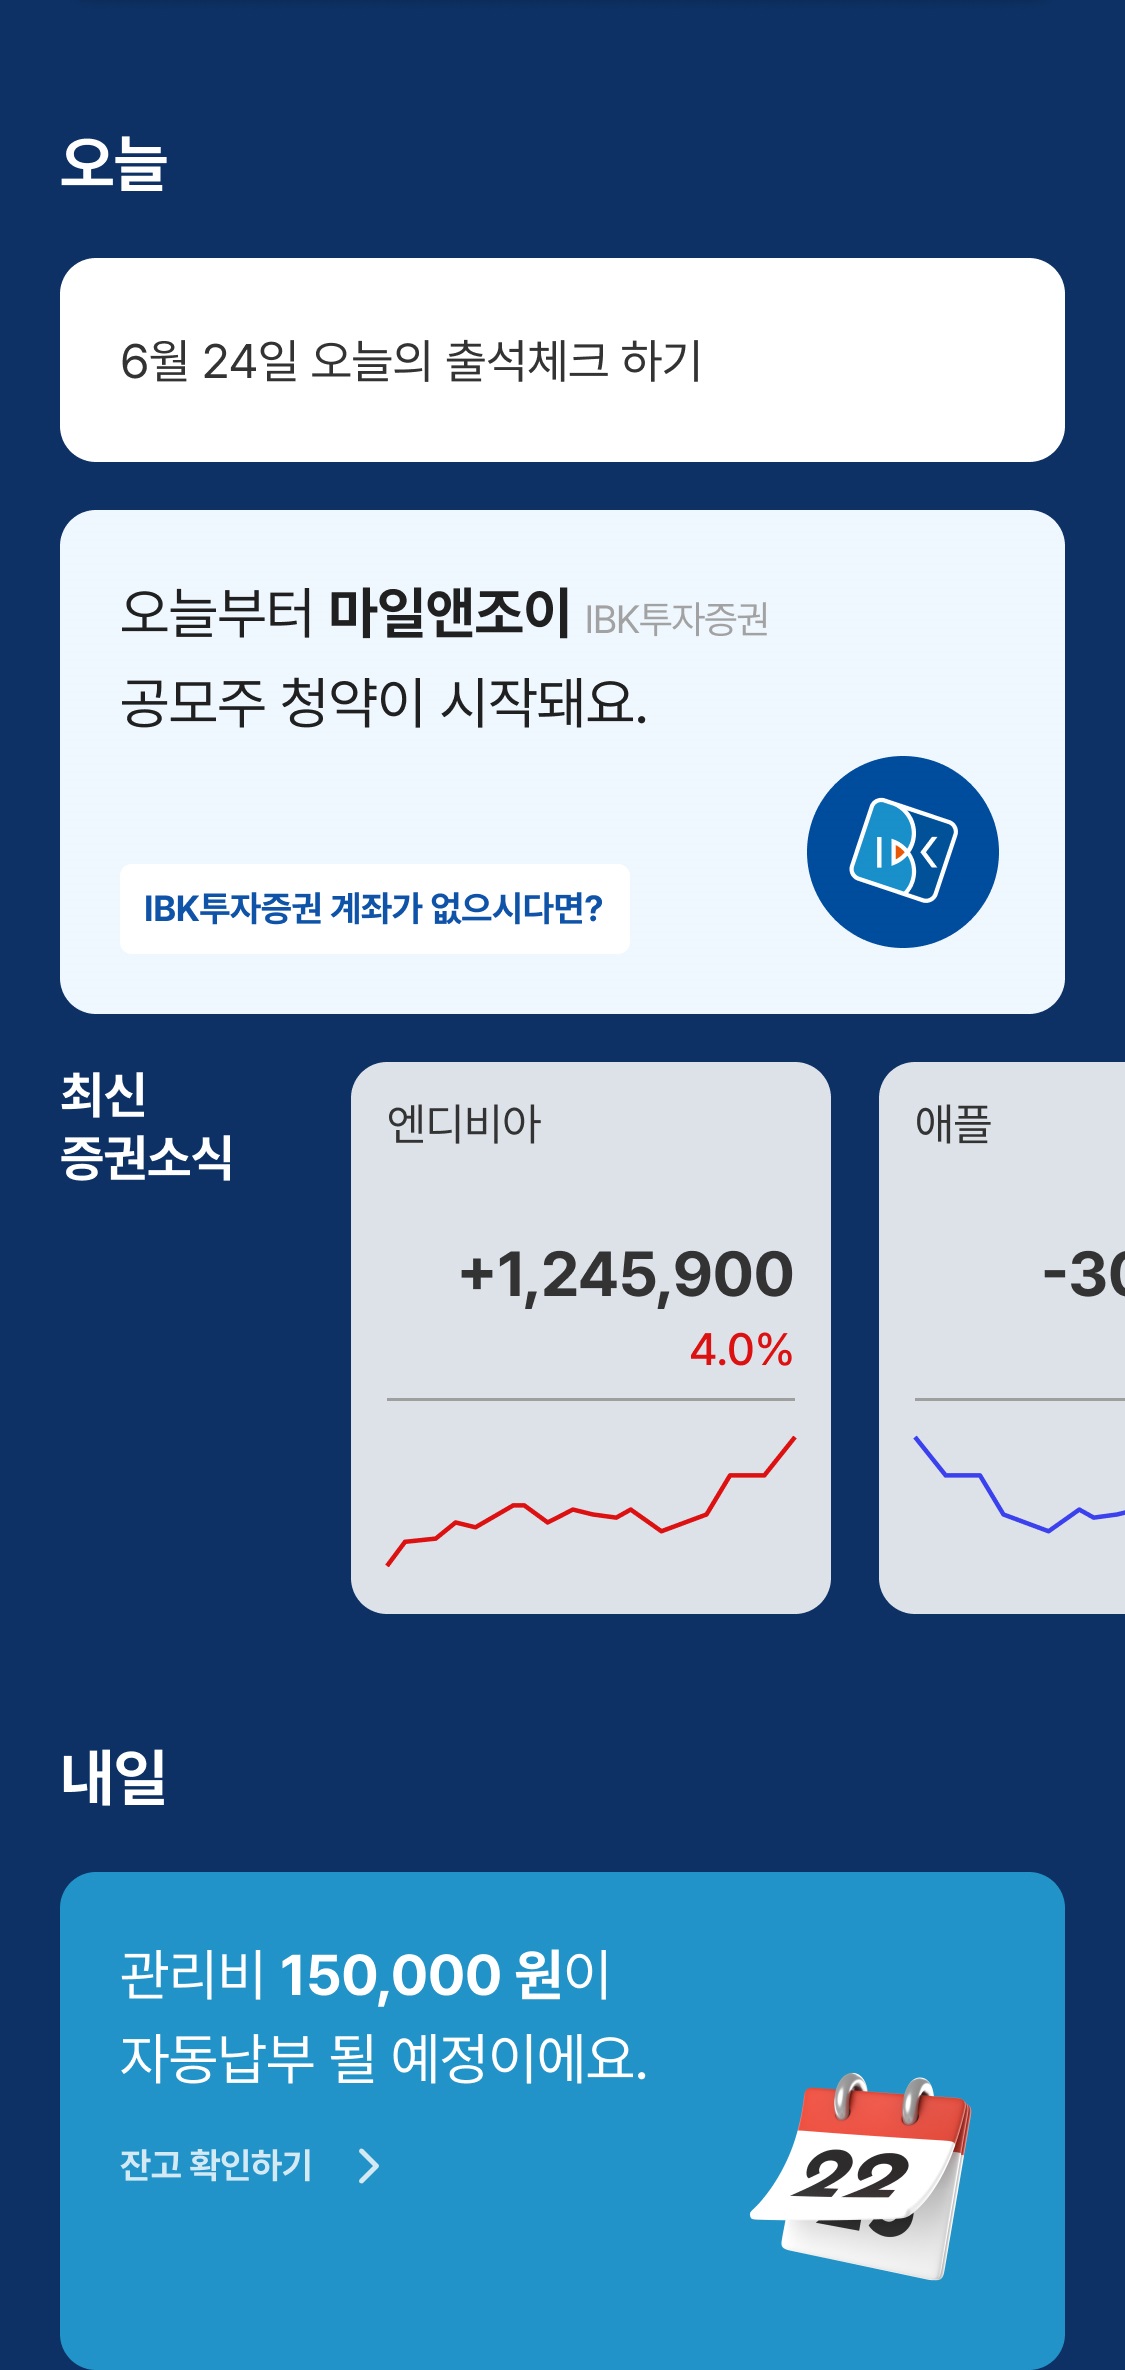 오늘
6월 24일 오늘의 출석체크 하기
오늘부터 마일앤조이 IBK투자증권
공모주 청약이 시작돼요.
IBK
IBK투자증권 계좌가 없으시다면?
최신
증권소식
엔디비아
+1,245,900
4.0%
애플
-30
내일
관리비 150,000 원이
자동납부 될 예정이에요.
잔고 확인하기
22